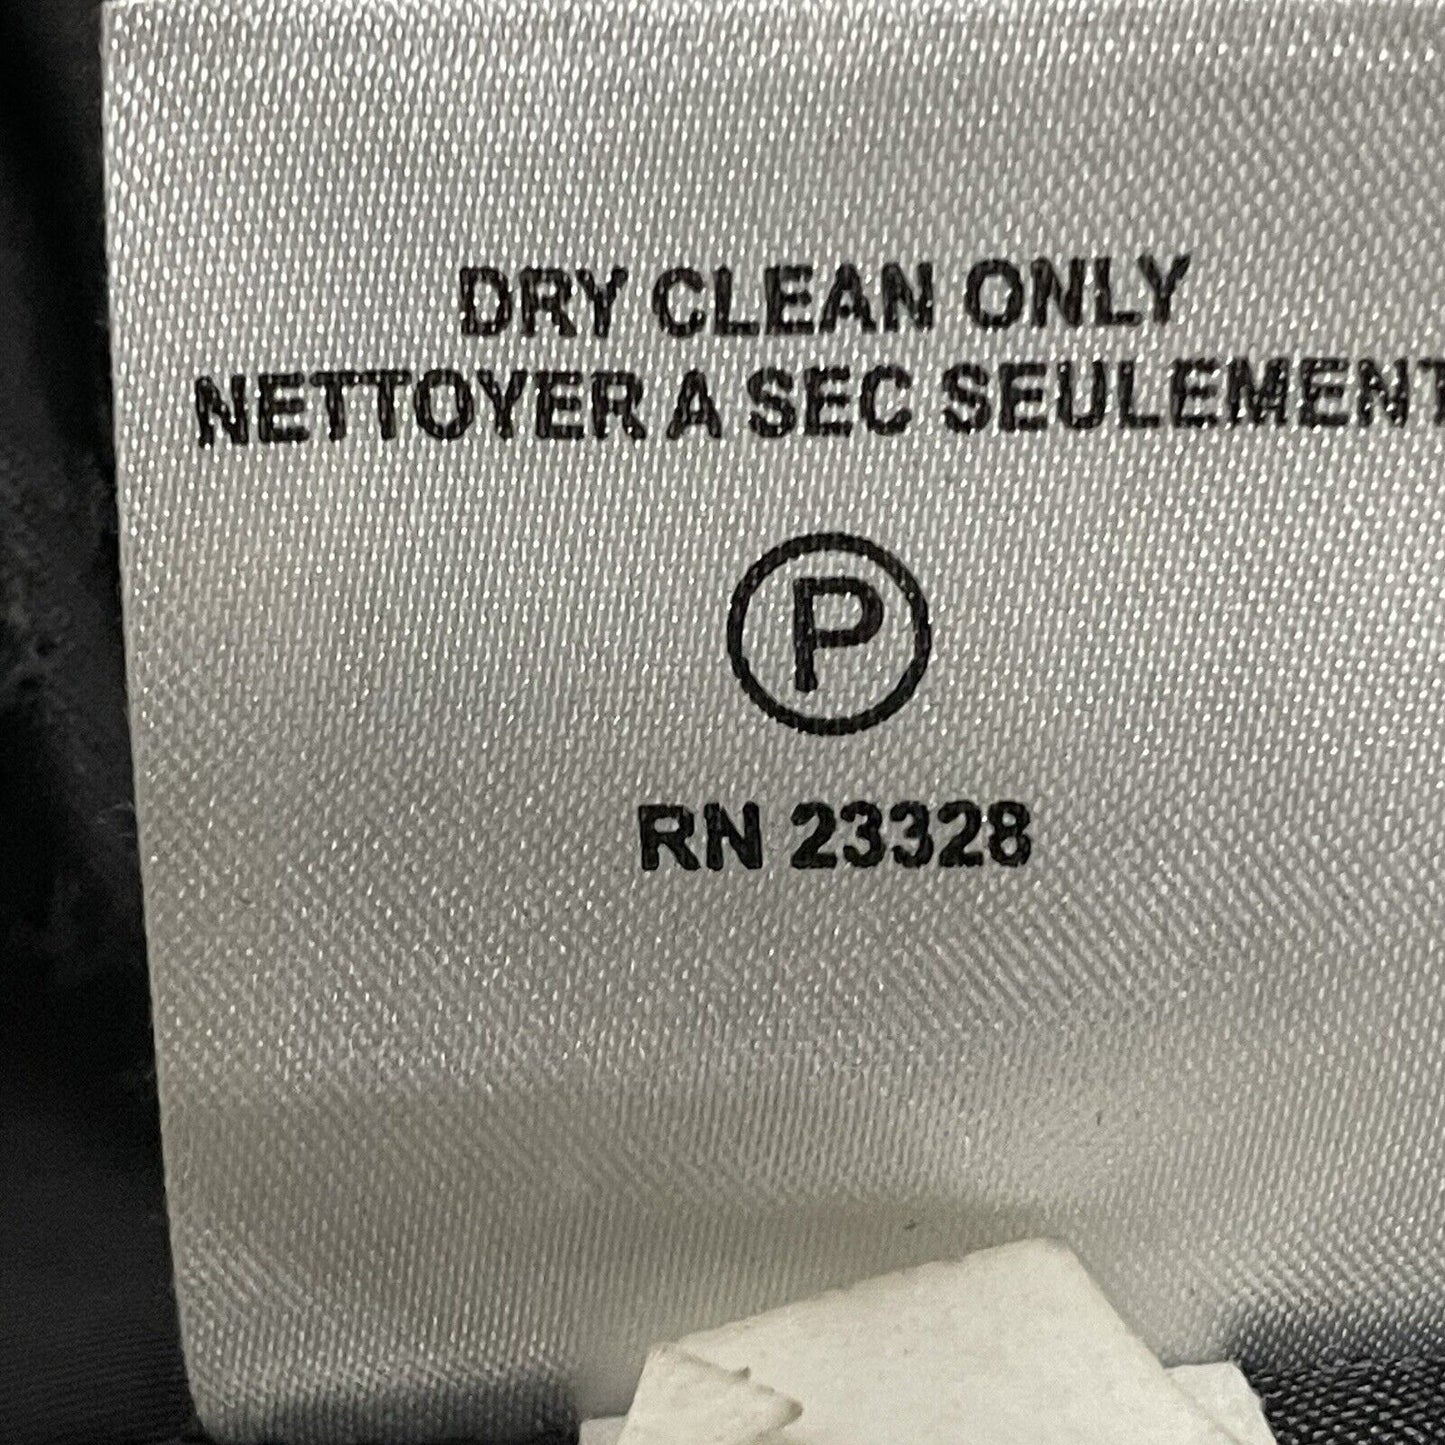 DRY CLEAN ONLY
NETTOYER A SEC SEULEMENT
P
RN 23328